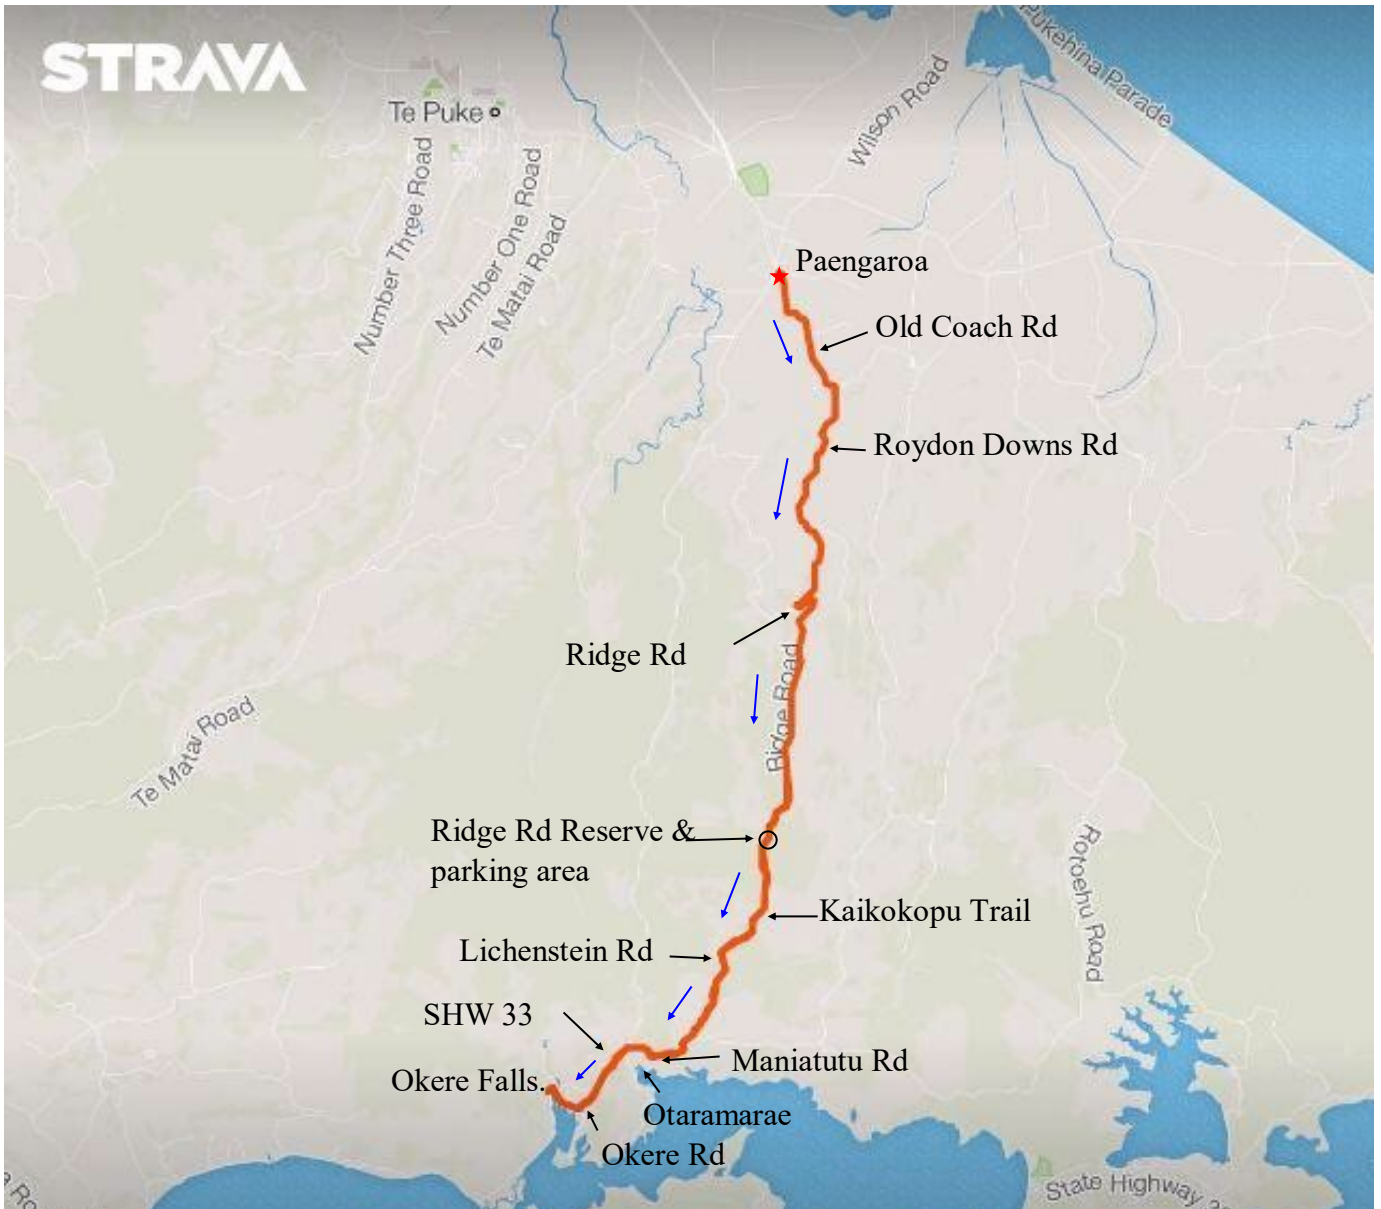 STRAVA
Pukehina Parade
Wilson Road
Te Puke
Number Three Road
Number One Road
Te Matai Road
Paengaroa
Old Coach Rd
Roydon Downs Rd
Ridge Rd
Ridge Road
Te Matai Road
Ridge Rd Reserve &
parking area
Rotoehu Road
Kaikokopu Trail
Lichenstein Rd
SHW 33
Maniatutu Rd
Okere Falls.
Otaramarae
Okere Rd
State Highway